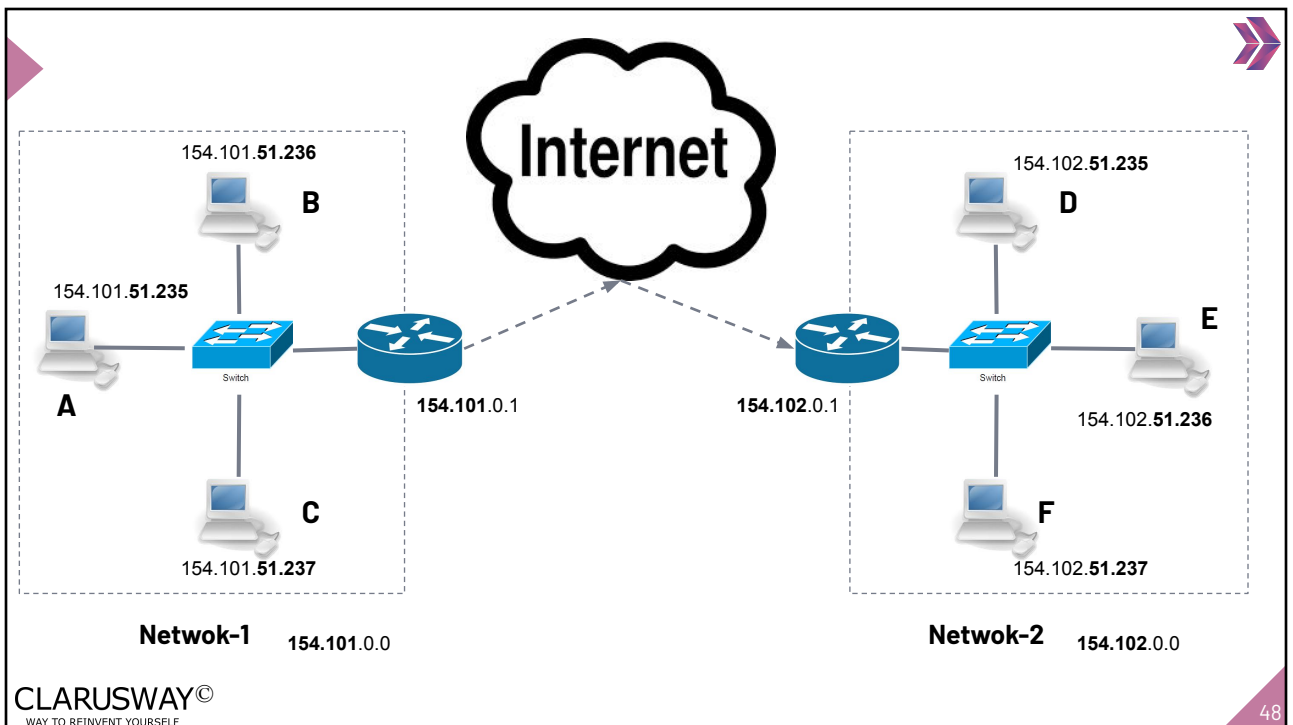 Internet
154.101.51.236
B
154.101.51.235
A
Switch
154.101.0.1
C
154.101.51.237
Netwok-1 154.101.0.0
154.102.51.235
D
E
Switch
154.102.0.1
154.102.51.236
F
154.102.51.237
Netwok-2 154.102.0.0
CLARUSWAY©
WAY TO REINVENT YOURSELF
48